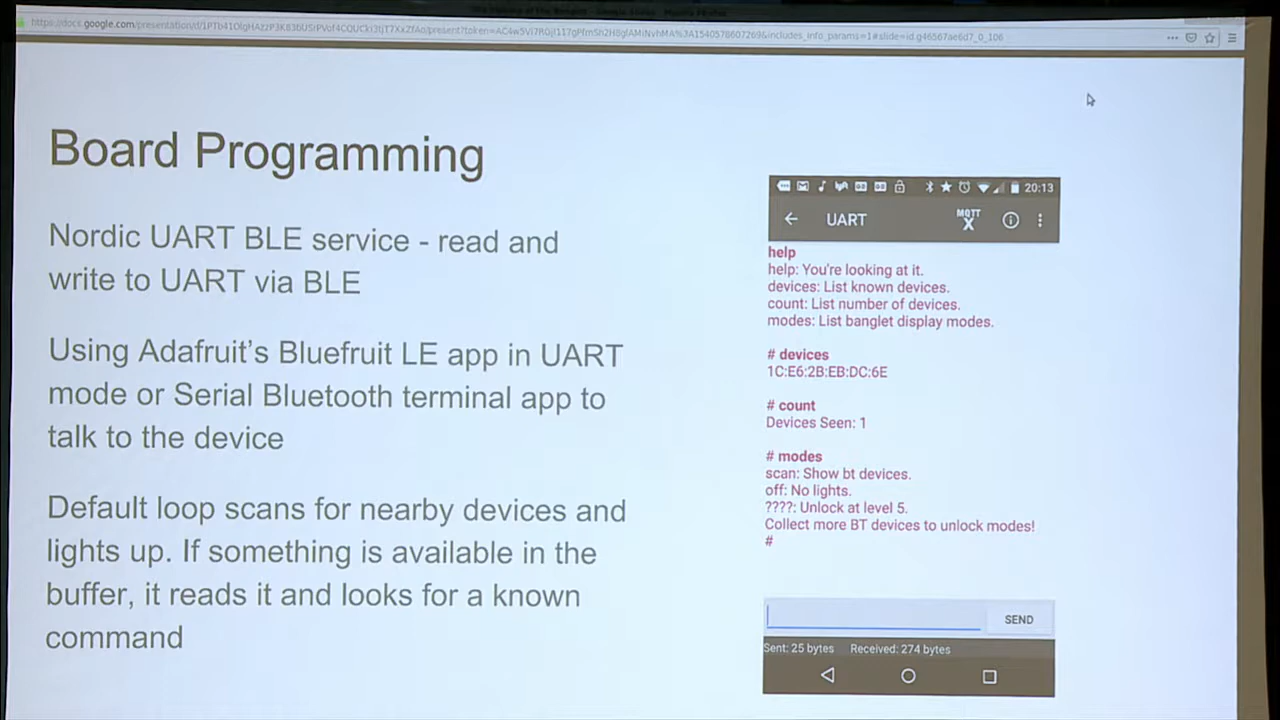 Board Programming
Nordic UART BLE service - read and
write to UART via BLE
Using Adafruit's Bluefruit LE app in UART
mode or Serial Bluetooth terminal app to
talk to the device
Default loop scans for nearby devices and
lights up. If something is available in the
buffer, it reads it and looks for a known
command
20:13
UART
MQTT
help
help: You're looking at it.
devices: List known devices.
count: List number of devices.
modes: List banglet display modes.
# devices
1C:E6:2B:EB:DC:6E
# count
Devices Seen: 1
# modes
scan: Show bt devices.
off: No lights.
????: Unlock at level 5.
Collect more BT devices to unlock modes!
#
SEND
Sent: 25 bytes Received: 274 bytes